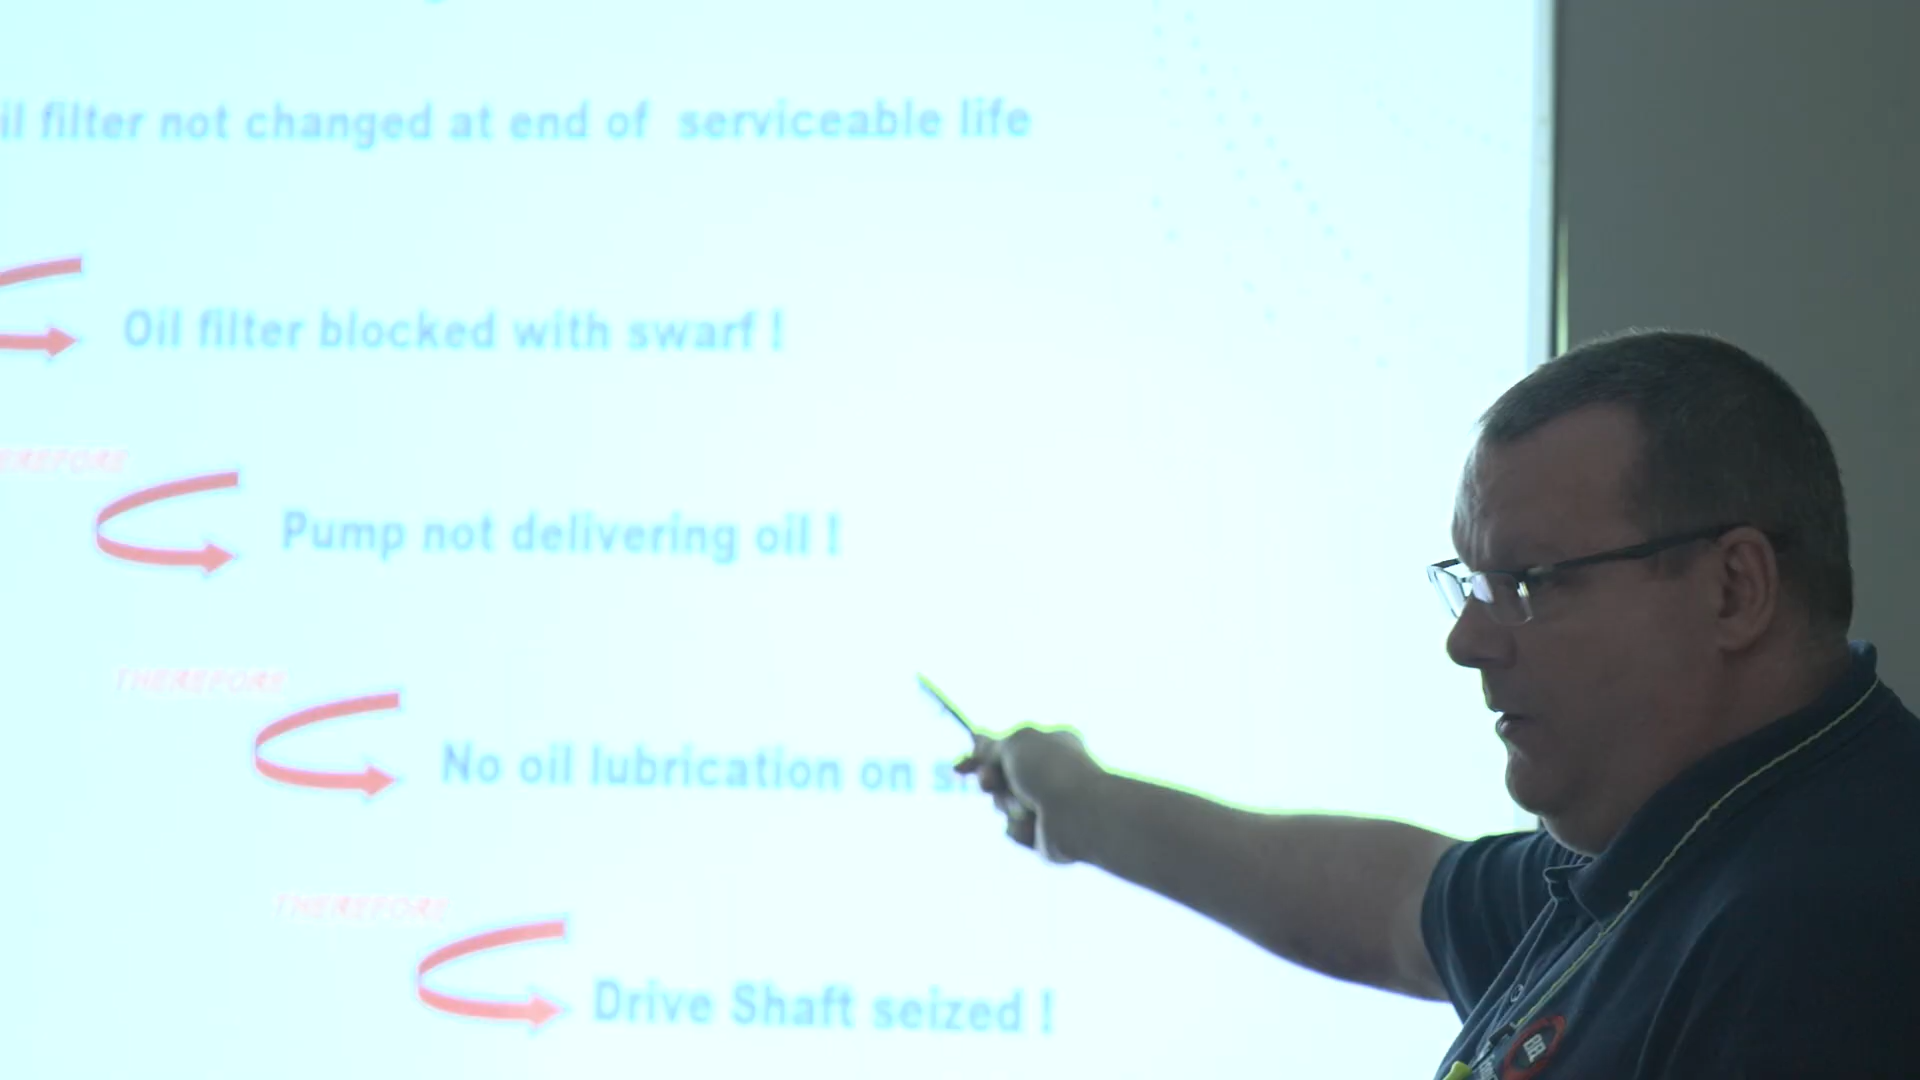 il filter not changed at end of serviceable life
Oil filter blocked with swarf !
EREFORE
Pump not delivering oil !
THEREFORE
No oil lubrication on s
THEREFORE
Drive Shaft seized !